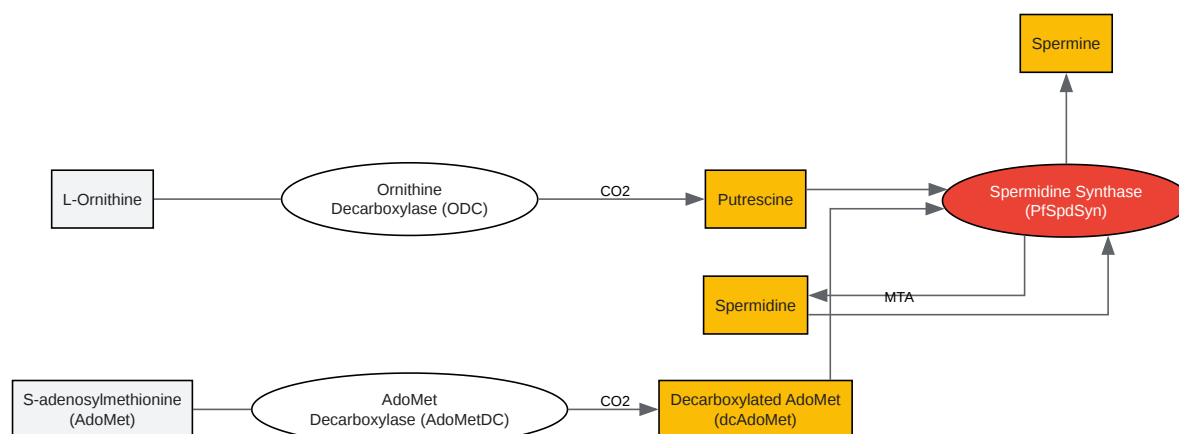 Spermine
L-Ornithine
Ornithine
Decarboxylase (ODC)
CO2
Putrescine
Spermidine Synthase
(PfSpdSyn)
Spermidine
MTA
S-adenosylmethionine
(AdoMet)
AdoMet
Decarboxylase (AdoMetDC)
CO2
Decarboxylated AdoMet
(dcAdoMet)